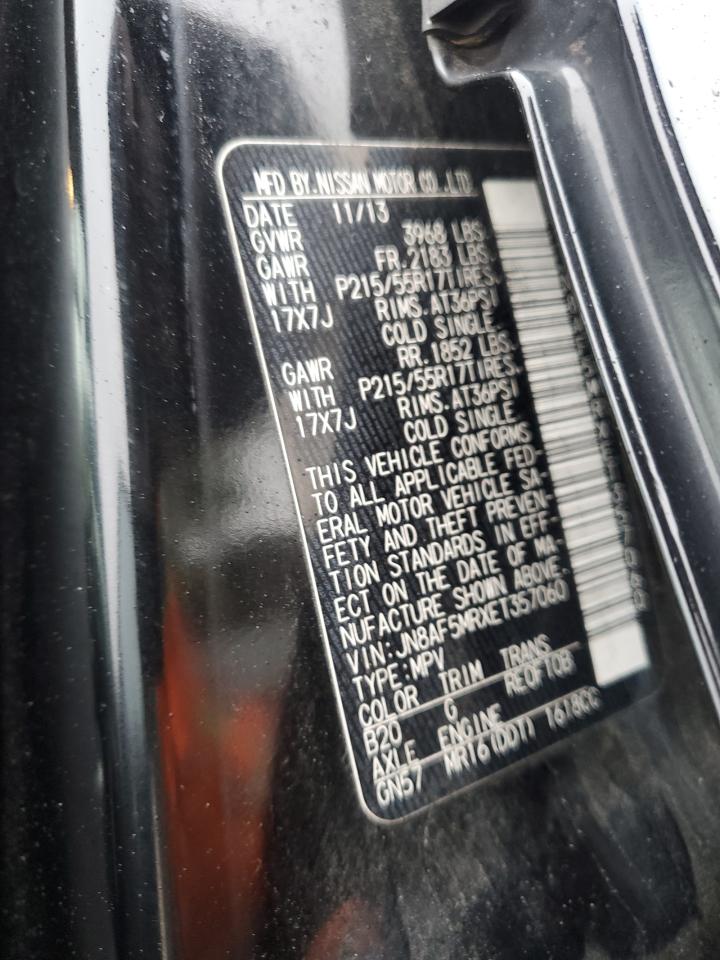 MFD BY.NISSAN MOTOR CO.,LTD.
DATE 11/13
GVWR 3968 LBS.
GAWR FR.2183 LBS.
WITH P215/55R17TIRES.
17X7J RIMS.AT36PSI
COLD SINGLE.
GAWR RR.1852 LBS.
WITH P215/55R17TIRES.
17X7J RIMS.AT36PSI
COLD SINGLE.
THIS VEHICLE CONFORMS
TO ALL APPLICABLE FED-
ERAL MOTOR VEHICLE SA-
FETY AND THEFT PREVEN-
TION STANDARDS IN EFF-
ECT ON THE DATE OF MA-
NUFACTURE SHOWN ABOVE.
VIN:JN8AF5MRXET357060
TYPE:MPV
COLOR TRIM TRANS
B20 G RE0F10B
AXLE ENGINE
GN57 MR16(DDT) 1618CC